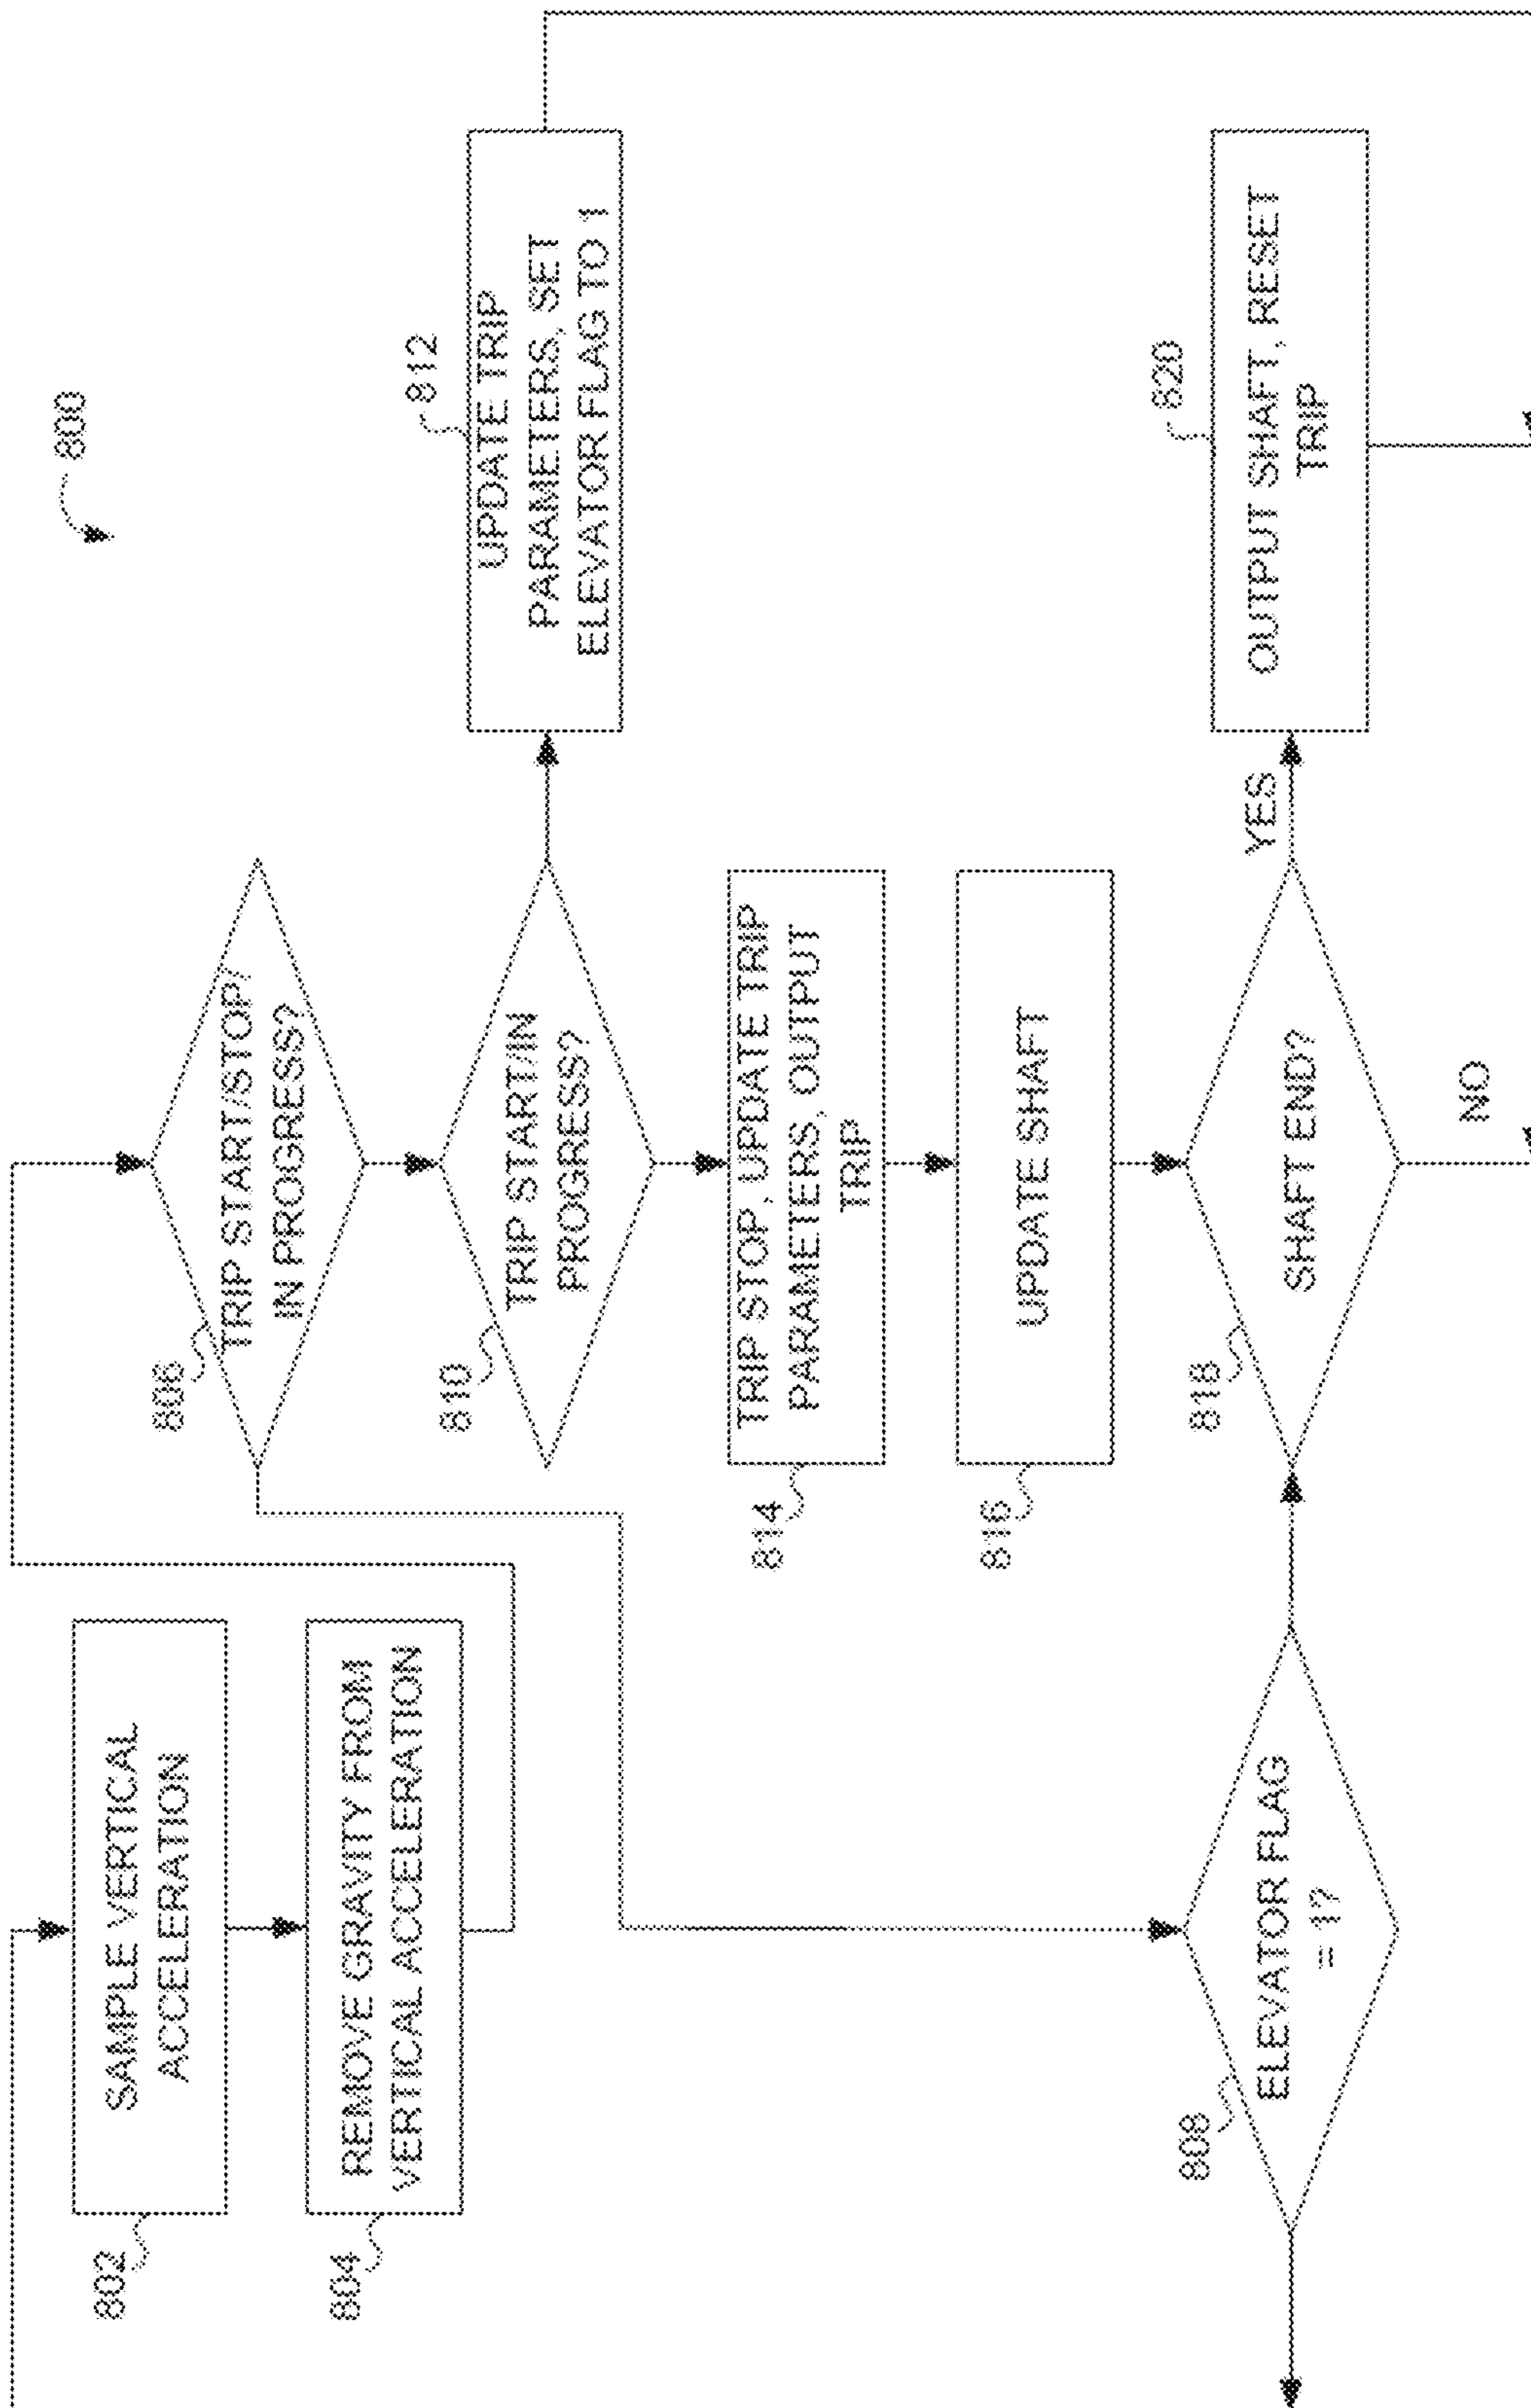 800
802
SAMPLE VERTICAL
ACCELERATION
804
REMOVE GRAVITY FROM
VERTICAL ACCELERATION
806
TRIP START/STOP/
IN PROGRESS?
810
TRIP START/IN
PROGRESS?
812
UPDATE TRIP
PARAMETERS, SET
ELEVATOR FLAG TO 1
814
TRIP STOP, UPDATE TRIP
PARAMETERS, OUTPUT
TRIP
816
UPDATE SHAFT
808
ELEVATOR FLAG
= 1?
818
SHAFT END?
YES
NO
820
OUTPUT SHAFT, RESET
TRIP